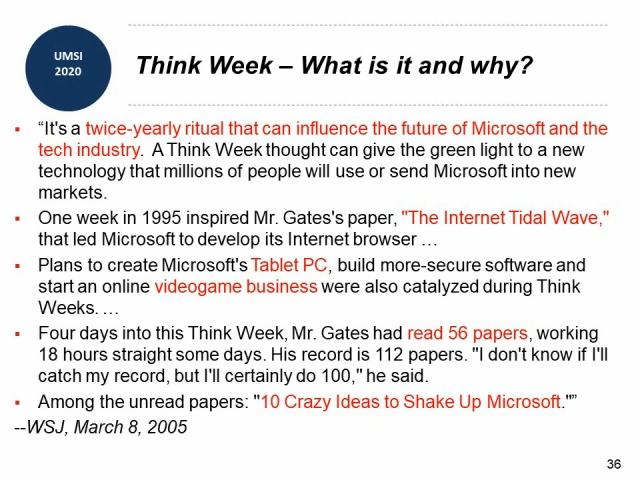 UMSI
2020
Think Week – What is it and why?
▪ “It's a twice-yearly ritual that can influence the future of Microsoft and the
tech industry. A Think Week thought can give the green light to a new
technology that millions of people will use or send Microsoft into new
markets.
▪ One week in 1995 inspired Mr. Gates's paper, "The Internet Tidal Wave,"
that led Microsoft to develop its Internet browser …
▪ Plans to create Microsoft's Tablet PC, build more-secure software and
start an online videogame business were also catalyzed during Think
Weeks. …
▪ Four days into this Think Week, Mr. Gates had read 56 papers, working
18 hours straight some days. His record is 112 papers. "I don't know if I'll
catch my record, but I'll certainly do 100," he said.
▪ Among the unread papers: "10 Crazy Ideas to Shake Up Microsoft."”
--WSJ, March 8, 2005
36